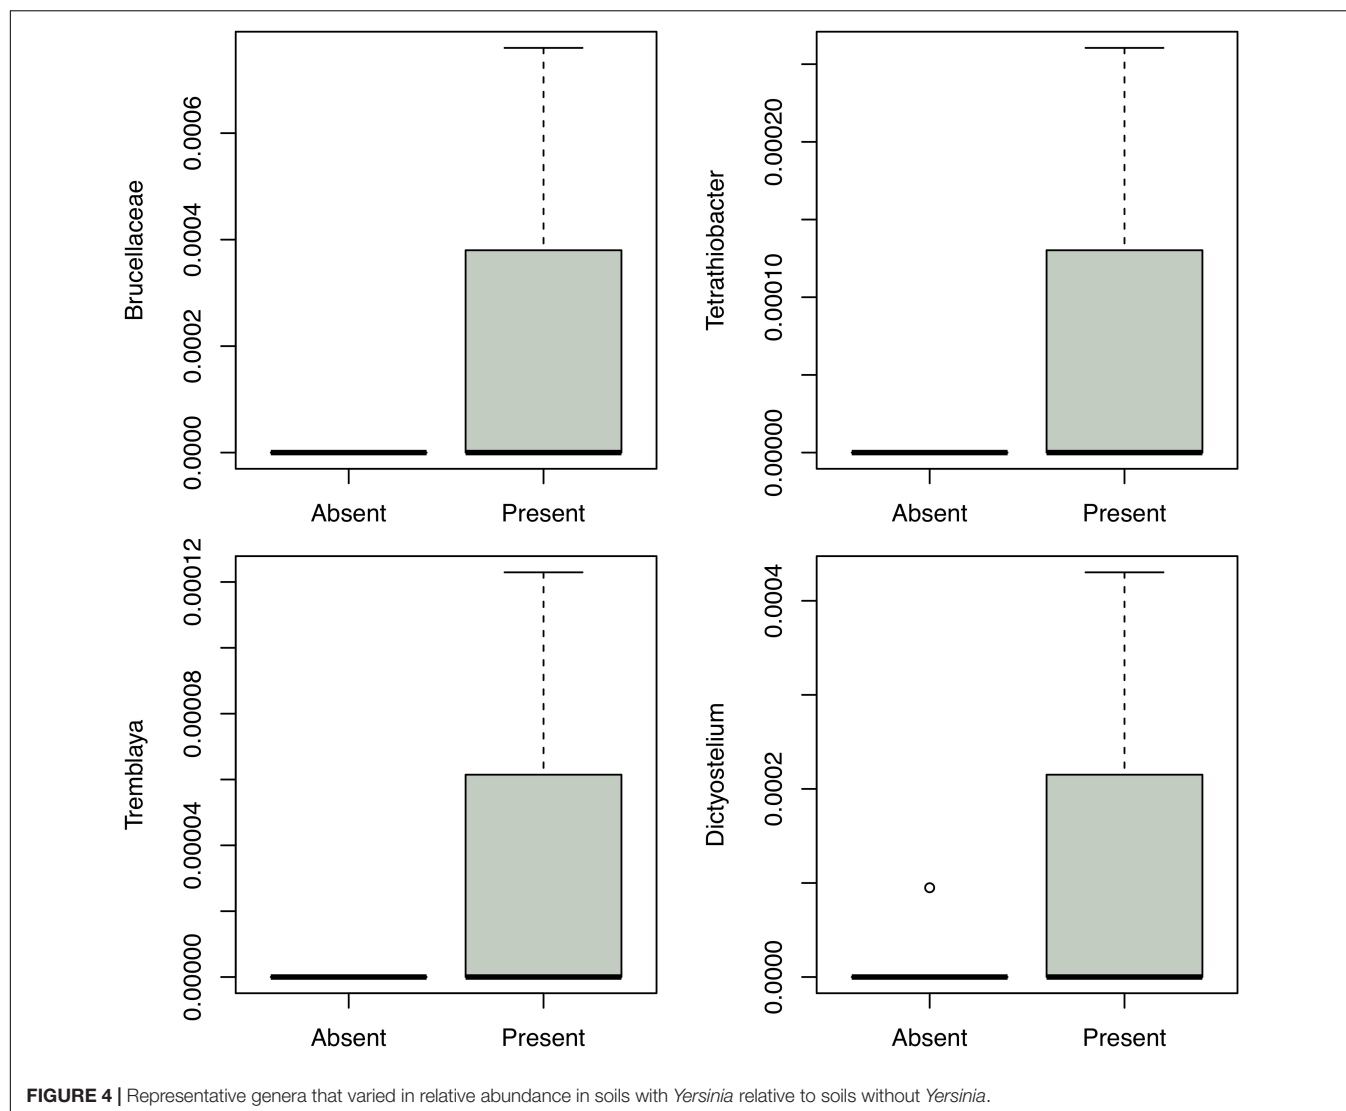 Brucellaceae
0.0006
0.0004
0.0002
0.0000
Absent Present
Tetrathiobacter
0.00020
0.00010
0.00000
Absent Present
Tremblaya
0.00012
0.00008
0.00004
0.00000
Absent Present
Dictyostelium
0.0004
0.0002
0.0000
Absent Present
FIGURE 4 | Representative genera that varied in relative abundance in soils with Yersinia relative to soils without Yersinia.